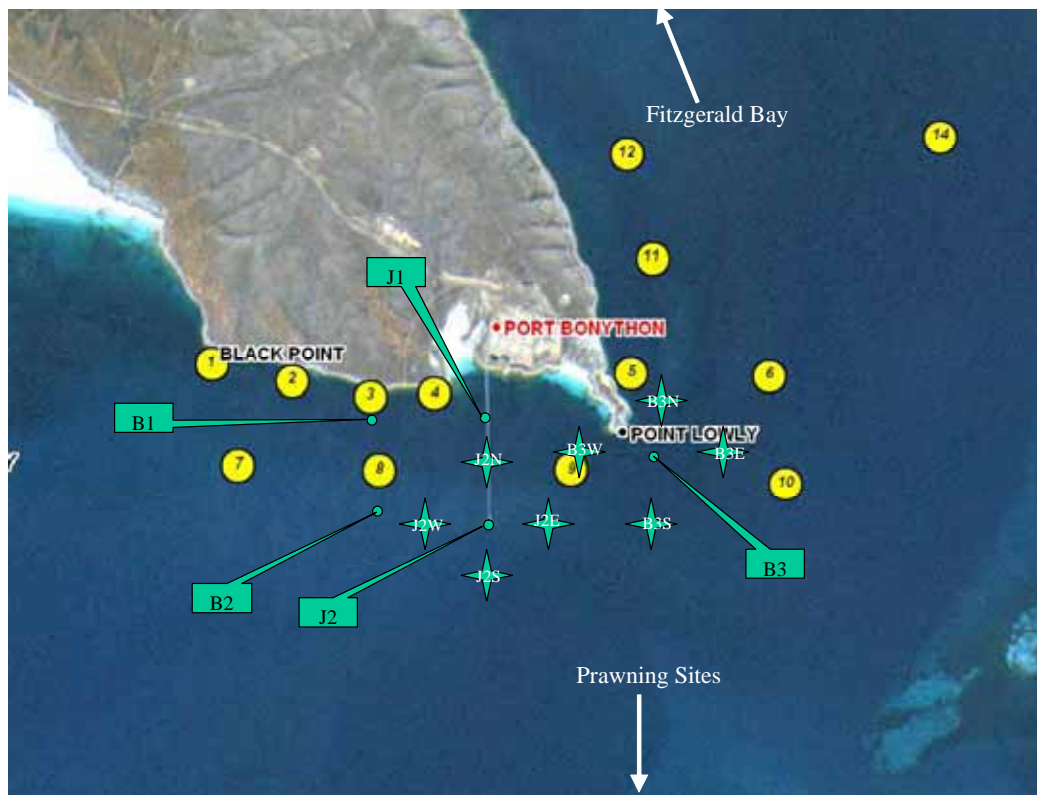 Fitzgerald Bay
14
12
11
J1
PORT BONYTHON
BLACK POINT
1
2
3
4
5
6
B3N
B1
POINT LOWLY
J2N
B3W
B3E
7
8
9
10
J2W
J2E
B3S
B3
J2S
B2
J2
Prawning Sites
Y